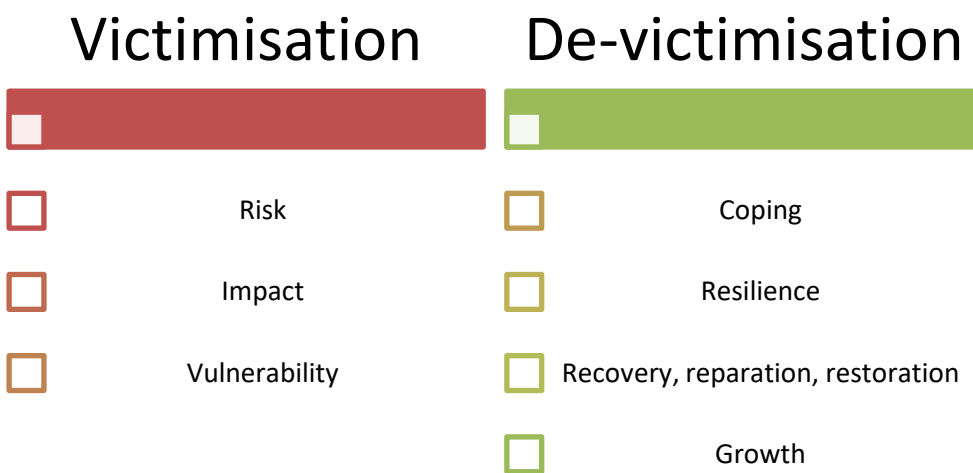 Victimisation
Risk
Impact
Vulnerability
De-victimisation
Coping
Resilience
Recovery, reparation, restoration
Growth